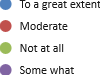 To a great extent
Moderate
Not at all
Some what